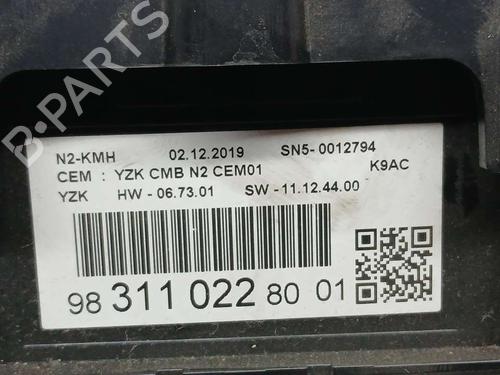 B-PARTS
N2-KMH 02.12.2019 SN5- 0012794
CEM : YZK CMB N2 CEM01 K9AC
YZK HW - 06.73.01 SW - 11.12.44.00
98 311 022 80 01